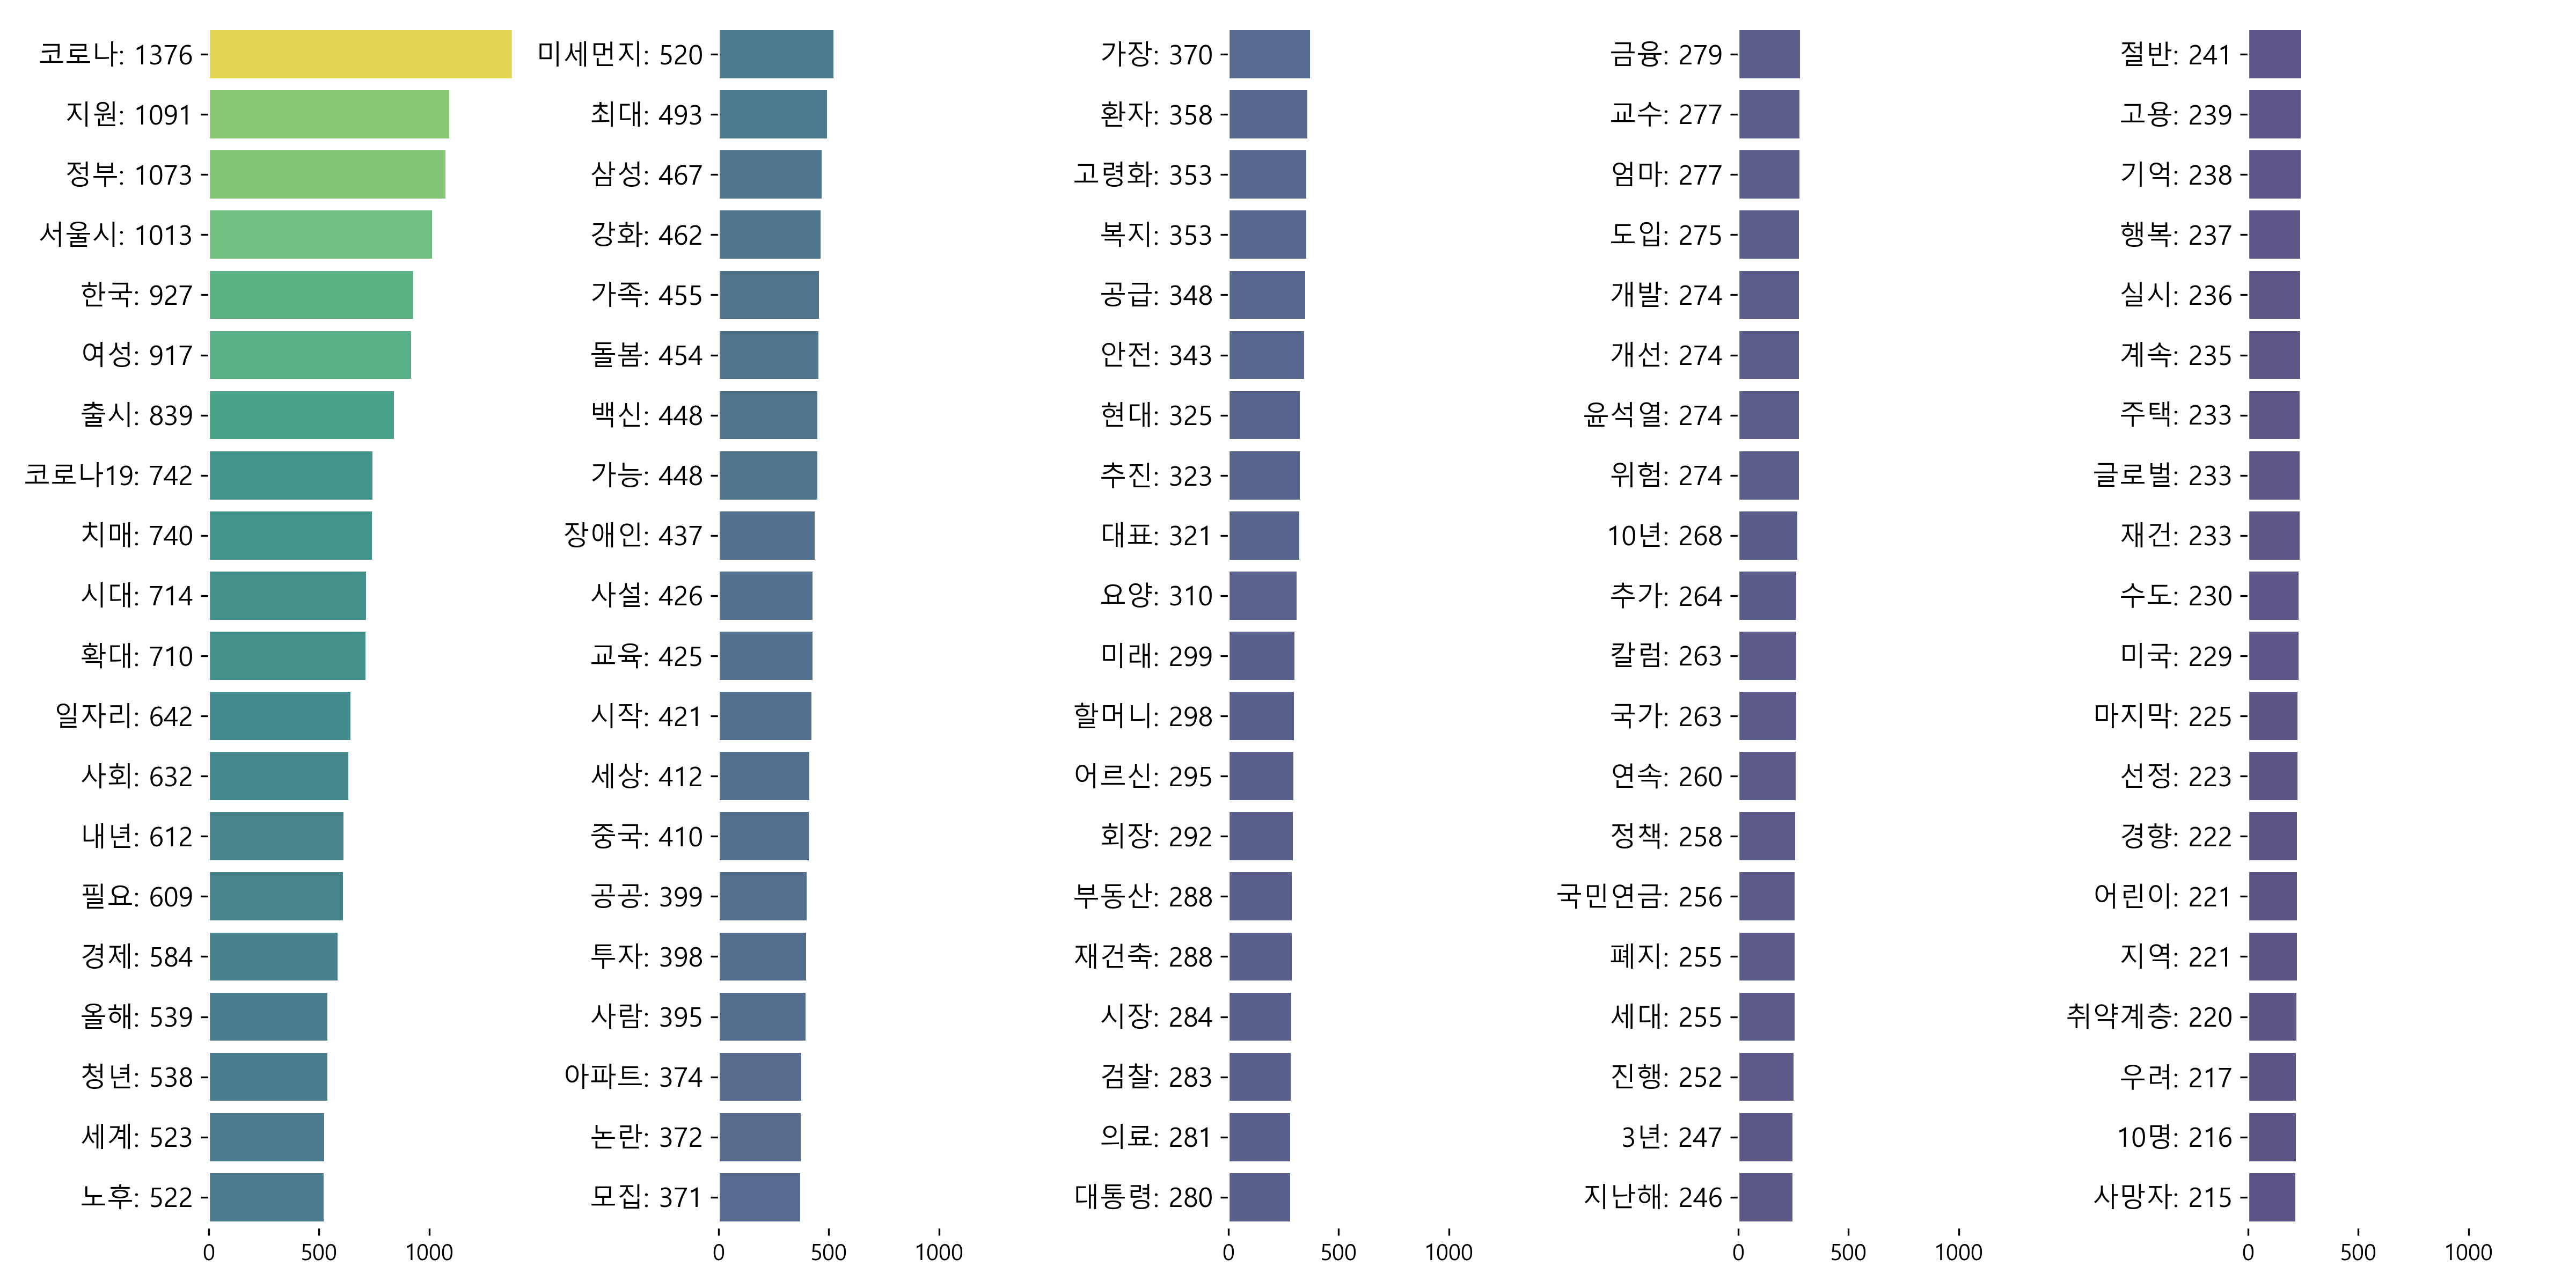 코로나: 1376
지원: 1091
정부: 1073
서울시: 1013
한국: 927
여성: 917
출시: 839
코로나19: 742
치매: 740
시대: 714
확대: 710
일자리: 642
사회: 632
내년: 612
필요: 609
경제: 584
올해: 539
청년: 538
세계: 523
노후: 522
0 500 1000
미세먼지: 520
최대: 493
삼성: 467
강화: 462
가족: 455
돌봄: 454
백신: 448
가능: 448
장애인: 437
사설: 426
교육: 425
시작: 421
세상: 412
중국: 410
공공: 399
투자: 398
사람: 395
아파트: 374
논란: 372
모집: 371
0 500 1000
가장: 370
환자: 358
고령화: 353
복지: 353
공급: 348
안전: 343
현대: 325
추진: 323
대표: 321
요양: 310
미래: 299
할머니: 298
어르신: 295
회장: 292
부동산: 288
재건축: 288
시장: 284
검찰: 283
의료: 281
대통령: 280
0 500 1000
금융: 279
교수: 277
엄마: 277
도입: 275
개발: 274
개선: 274
윤석열: 274
위험: 274
10년: 268
추가: 264
칼럼: 263
국가: 263
연속: 260
정책: 258
국민연금: 256
폐지: 255
세대: 255
진행: 252
3년: 247
지난해: 246
0 500 1000
절반: 241
고용: 239
기억: 238
행복: 237
실시: 236
계속: 235
주택: 233
글로벌: 233
재건: 233
수도: 230
미국: 229
마지막: 225
선정: 223
경향: 222
어린이: 221
지역: 221
취약계층: 220
우려: 217
10명: 216
사망자: 215
0 500 1000